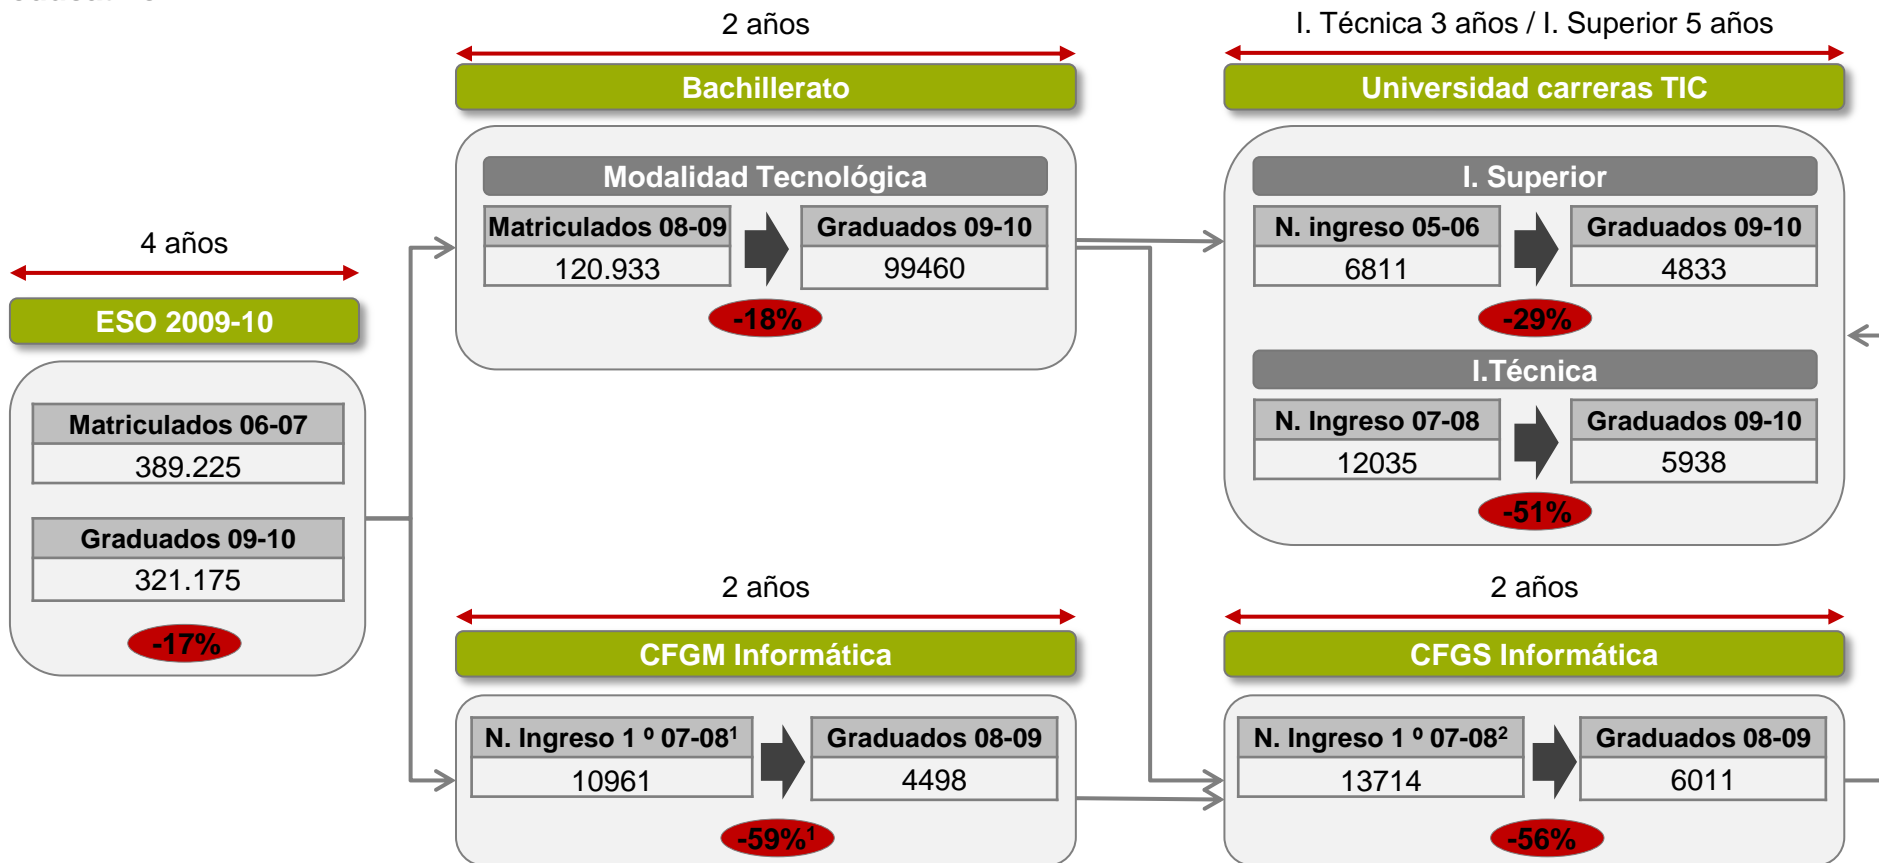 4 años
ESO 2009-10
Matriculados 06-07
389.225
Graduados 09-10
321.175
-17%
2 años
Bachillerato
Modalidad Tecnológica
Matriculados 08-09
Graduados 09-10
120.933
99460
-18%
2 años
CFGM Informática
N. Ingreso 1 º 07-08¹
Graduados 08-09
10961
4498
-59%¹
I. Técnica 3 años / I. Superior 5 años
Universidad carreras TIC
I. Superior
N. ingreso 05-06
Graduados 09-10
6811
4833
-29%
I.Técnica
N. Ingreso 07-08
Graduados 09-10
12035
5938
-51%
2 años
CFGS Informática
N. Ingreso 1 º 07-08²
Graduados 08-09
13714
6011
-56%